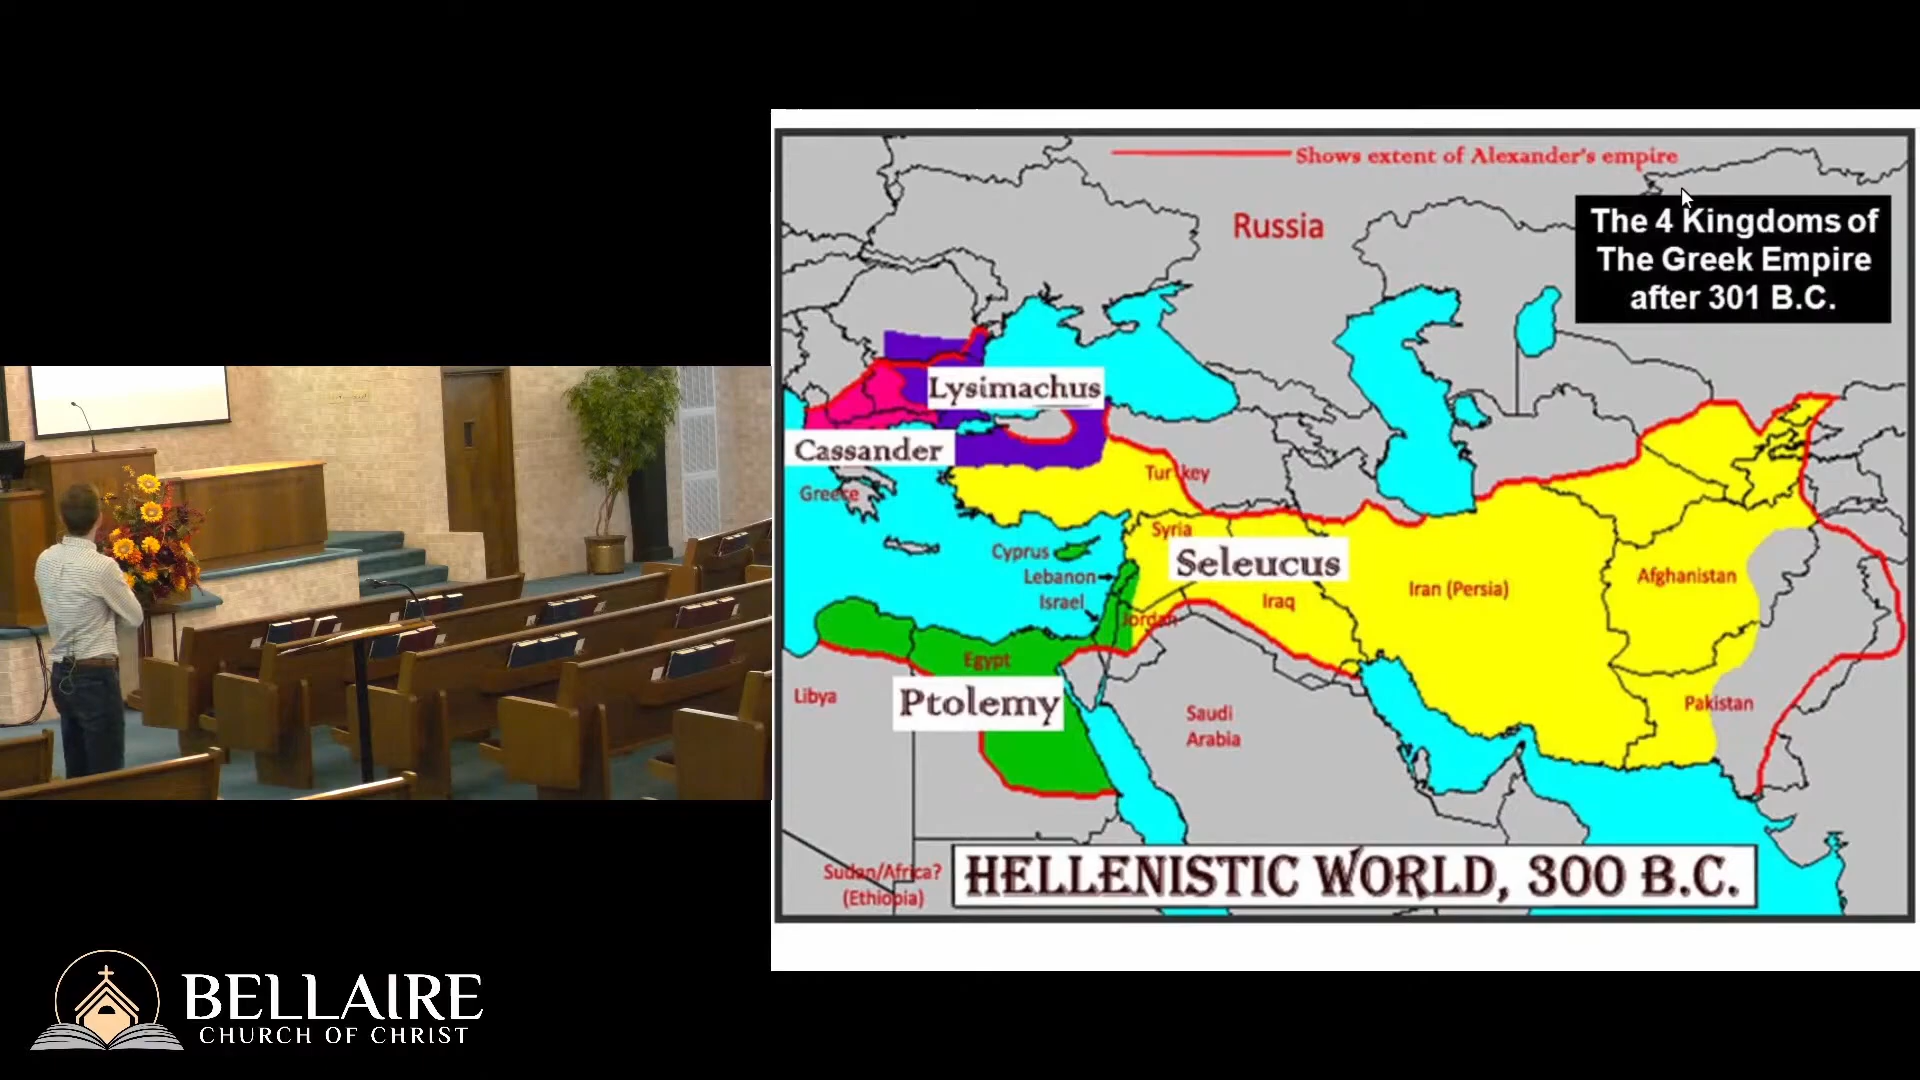 Shows extent of Alexander's empire
The 4 Kingdoms of
The Greek Empire
after 301 B.C.
Russia
Lysimachus
Cassander
Greece
Turkey
Syria
Cyprus
Seleucus
Lebanon
Israel
Iraq
Iran (Persia)
Afghanistan
Jordan
Egypt
Libya
Ptolemy
Pakistan
Saudi
Arabia
Sudan/Africa?
(Ethiopia)
HELLENISTIC WORLD, 300 B.C.
BELLAIRE
CHURCH OF CHRIST